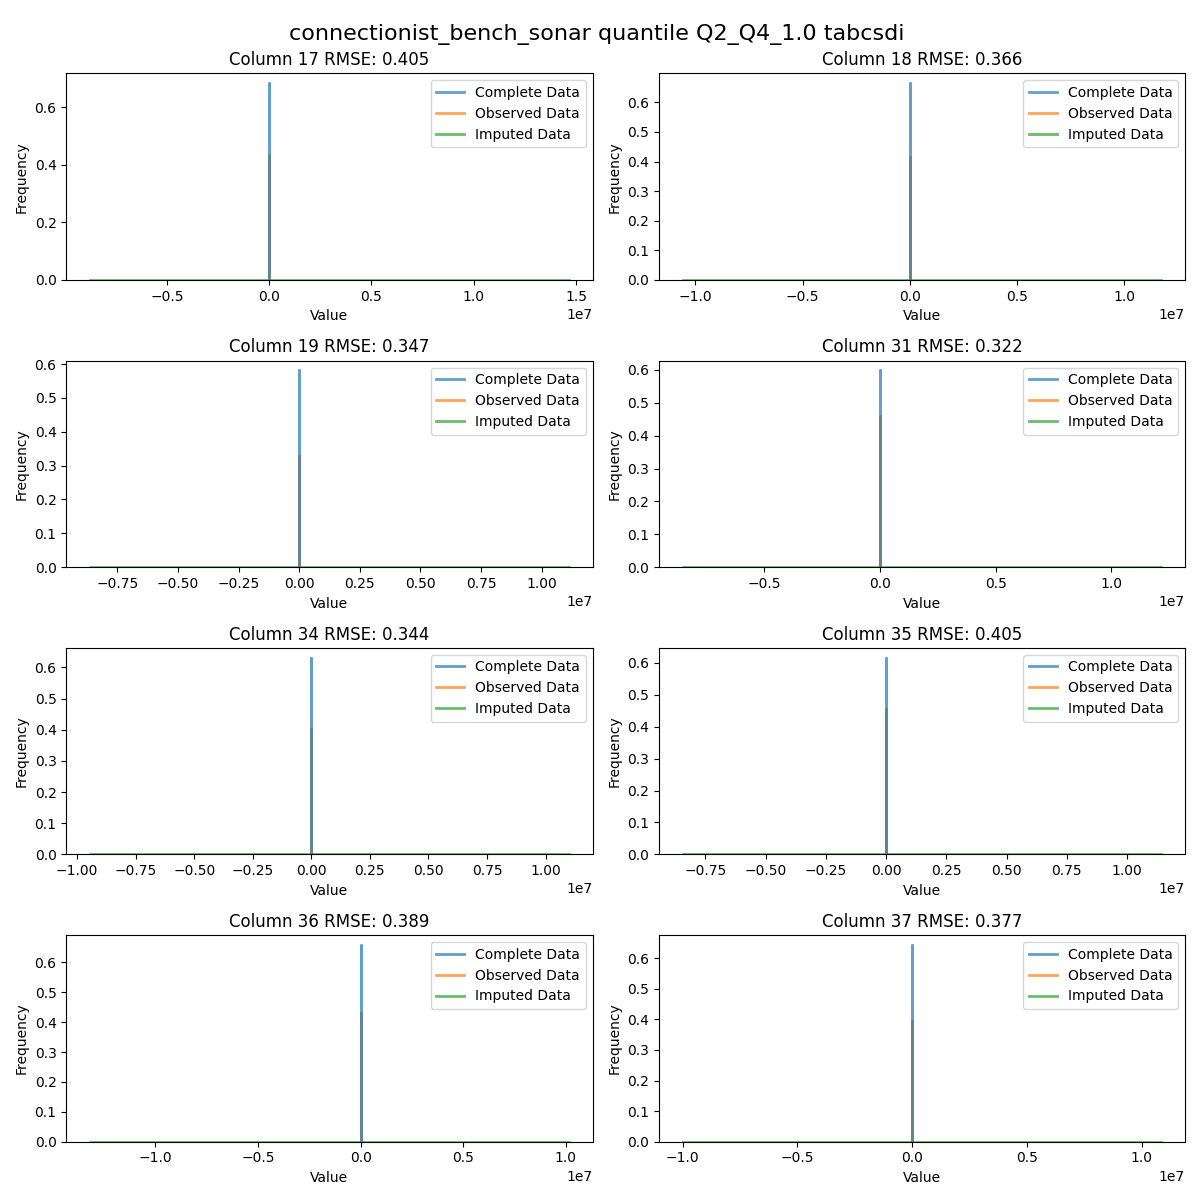 connectionist_bench_sonar quantile Q2_Q4_1.0 tabcsdi
Column 17 RMSE: 0.405
Frequency
0.6
0.4
0.2
0.0
Complete Data
Observed Data
Imputed Data
−0.5 0.0 0.5 1.0 1.5
1e7
Value
Column 18 RMSE: 0.366
Frequency
0.6
0.5
0.4
0.3
0.2
0.1
0.0
Complete Data
Observed Data
Imputed Data
−1.0 −0.5 0.0 0.5 1.0
1e7
Value
Column 19 RMSE: 0.347
Frequency
0.6
0.5
0.4
0.3
0.2
0.1
0.0
Complete Data
Observed Data
Imputed Data
−0.75 −0.50 −0.25 0.00 0.25 0.50 0.75 1.00
1e7
Value
Column 31 RMSE: 0.322
Frequency
0.6
0.5
0.4
0.3
0.2
0.1
0.0
Complete Data
Observed Data
Imputed Data
−0.5 0.0 0.5 1.0
1e7
Value
Column 34 RMSE: 0.344
Frequency
0.6
0.5
0.4
0.3
0.2
0.1
0.0
Complete Data
Observed Data
Imputed Data
−1.00 −0.75 −0.50 −0.25 0.00 0.25 0.50 0.75 1.00
1e7
Value
Column 35 RMSE: 0.405
Frequency
0.6
0.5
0.4
0.3
0.2
0.1
0.0
Complete Data
Observed Data
Imputed Data
−0.75 −0.50 −0.25 0.00 0.25 0.50 0.75 1.00
1e7
Value
Column 36 RMSE: 0.389
Frequency
0.6
0.5
0.4
0.3
0.2
0.1
0.0
Complete Data
Observed Data
Imputed Data
−1.0 −0.5 0.0 0.5 1.0
1e7
Value
Column 37 RMSE: 0.377
Frequency
0.6
0.5
0.4
0.3
0.2
0.1
0.0
Complete Data
Observed Data
Imputed Data
−1.0 −0.5 0.0 0.5 1.0
1e7
Value